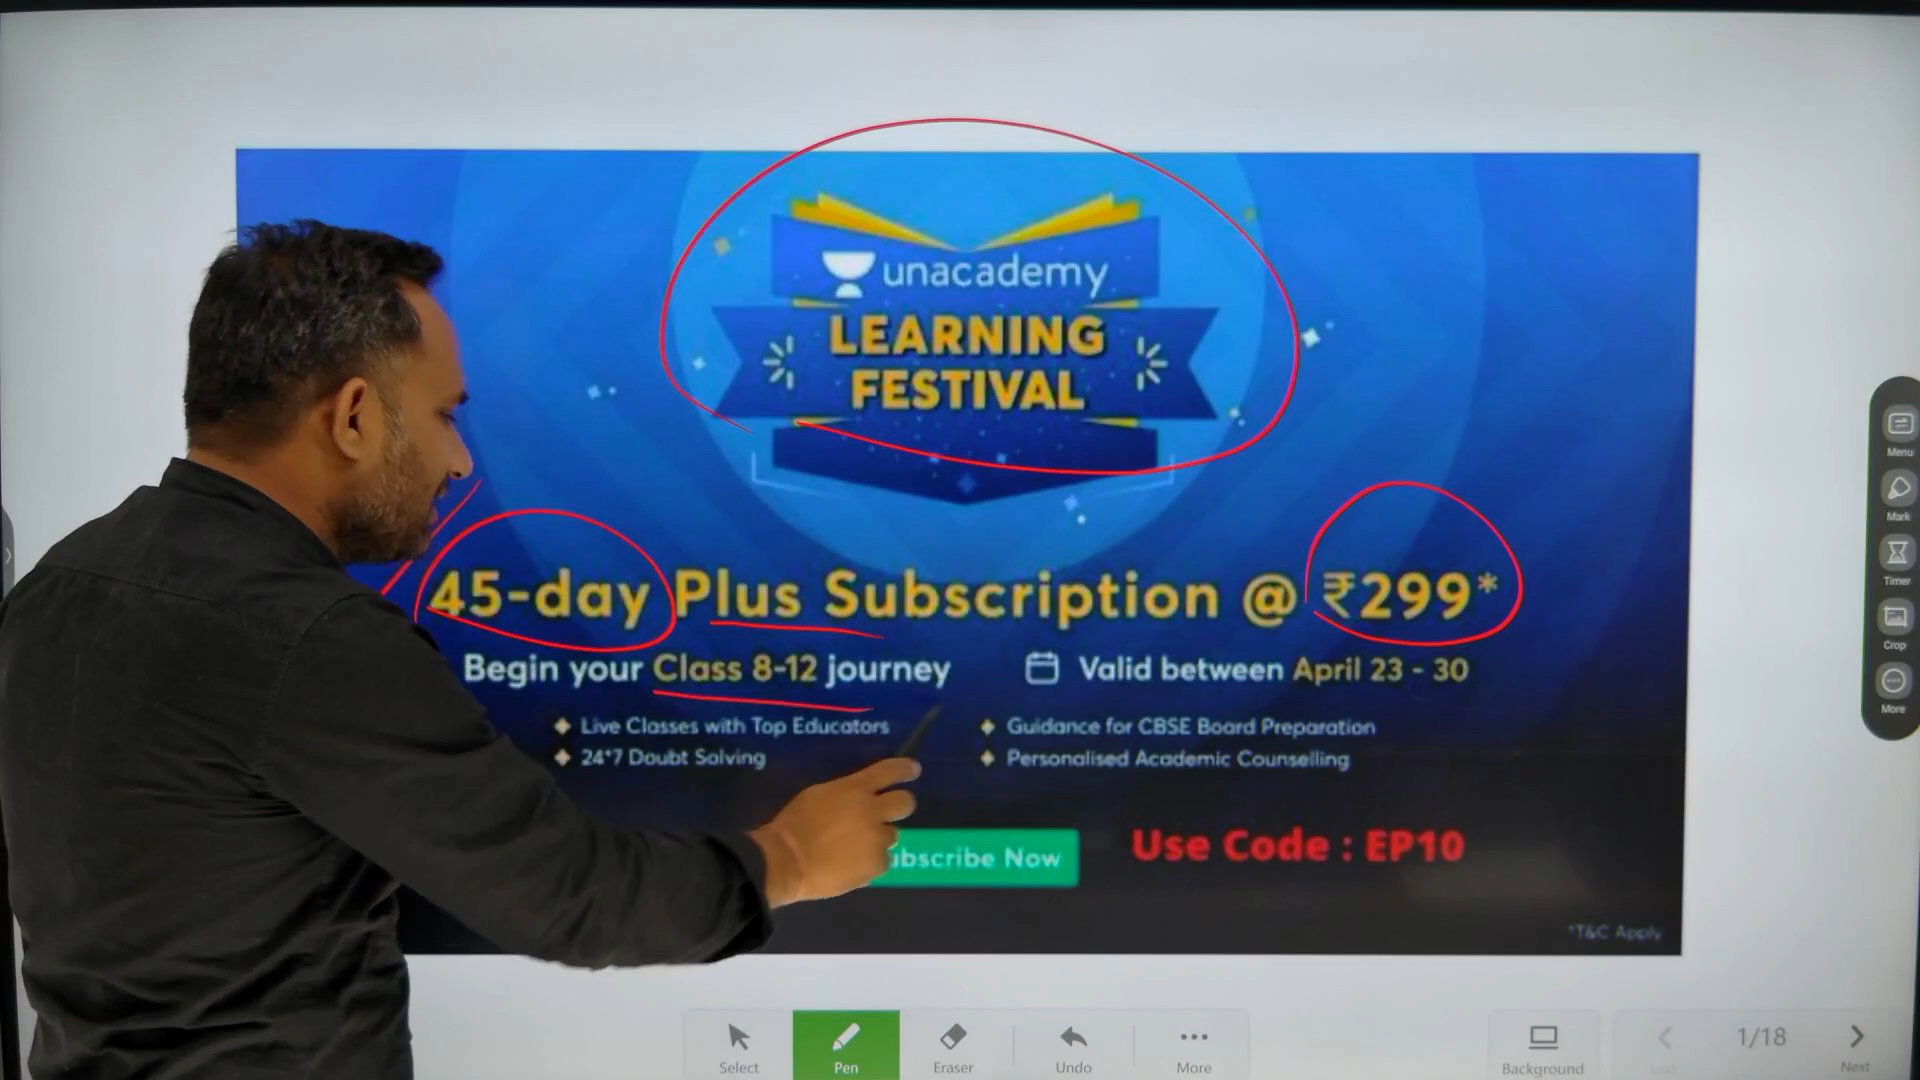 unacademy
LEARNING
FESTIVAL
45-day Plus Subscription @ ₹299*
Begin your Class 8-12 journey
Valid between April 23 - 30
Live Classes with Top Educators
Guidance for CBSE Board Preparation
24*7 Doubt Solving
Personalised Academic Counselling
ubscribe Now
Use Code : EP10
*T&C Apply
Menu
Mark
Timer
Crop
More
Select
Pen
Eraser
Undo
More
Background
Last
1/18
Next